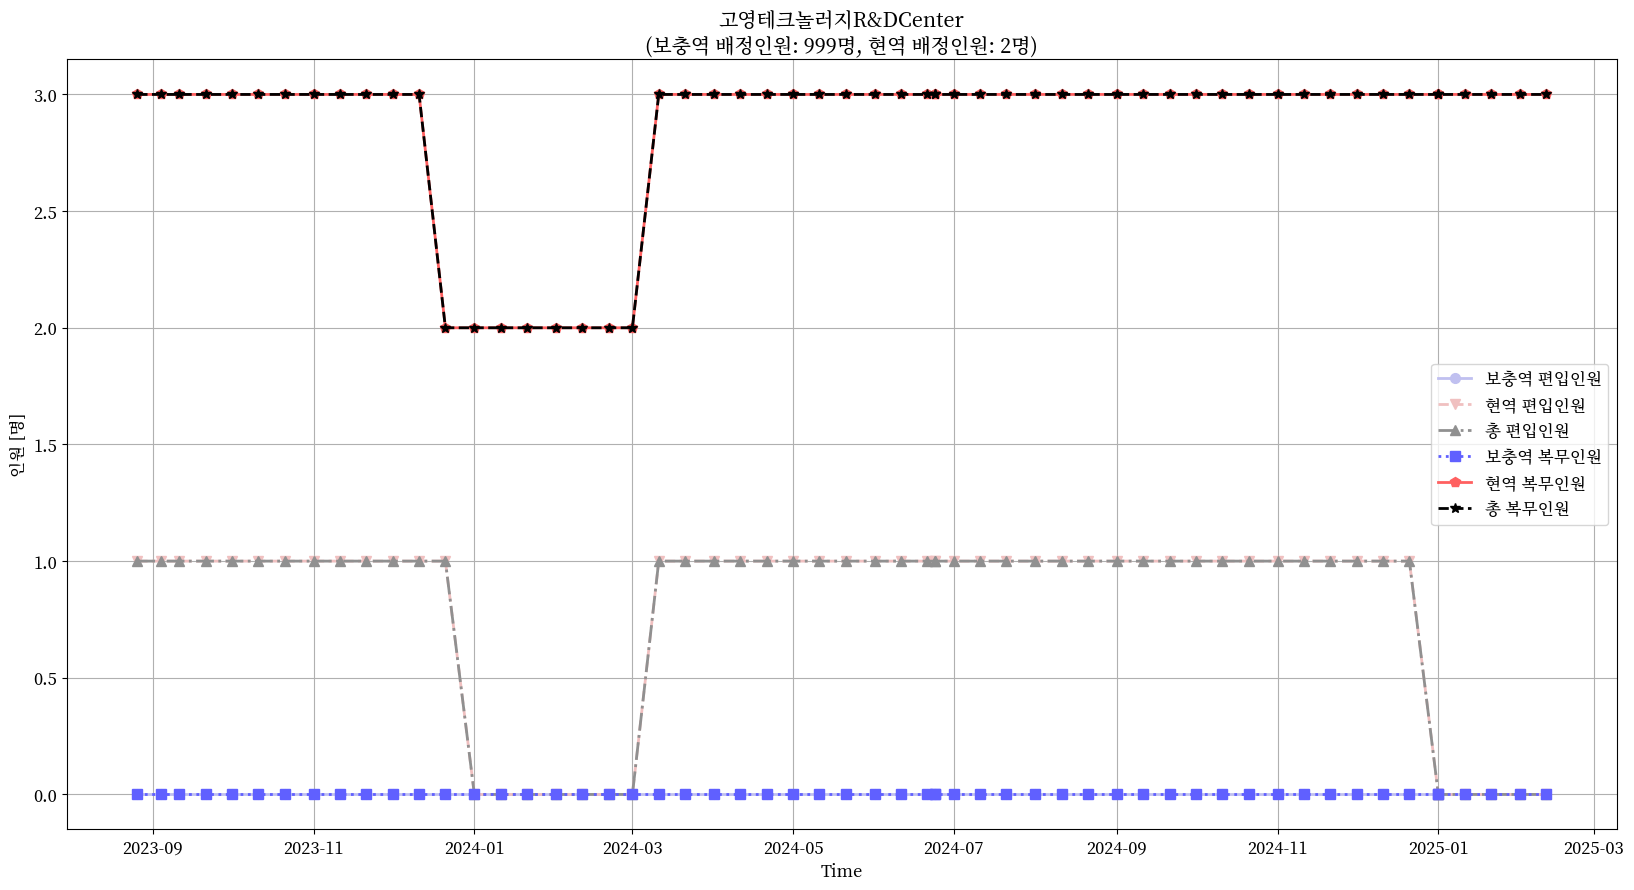 고영테크놀러지R&DCenter
(보충역 배정인원: 999명, 현역 배정인원: 2명)
3.0
2.5
2.0
1.5
1.0
0.5
0.0
인원 [명]
보충역 편입인원
현역 편입인원
총 편입인원
보충역 복무인원
현역 복무인원
총 복무인원
2023-09 2023-11 2024-01 2024-03 2024-05 2024-07 2024-09 2024-11 2025-01 2025-03
Time